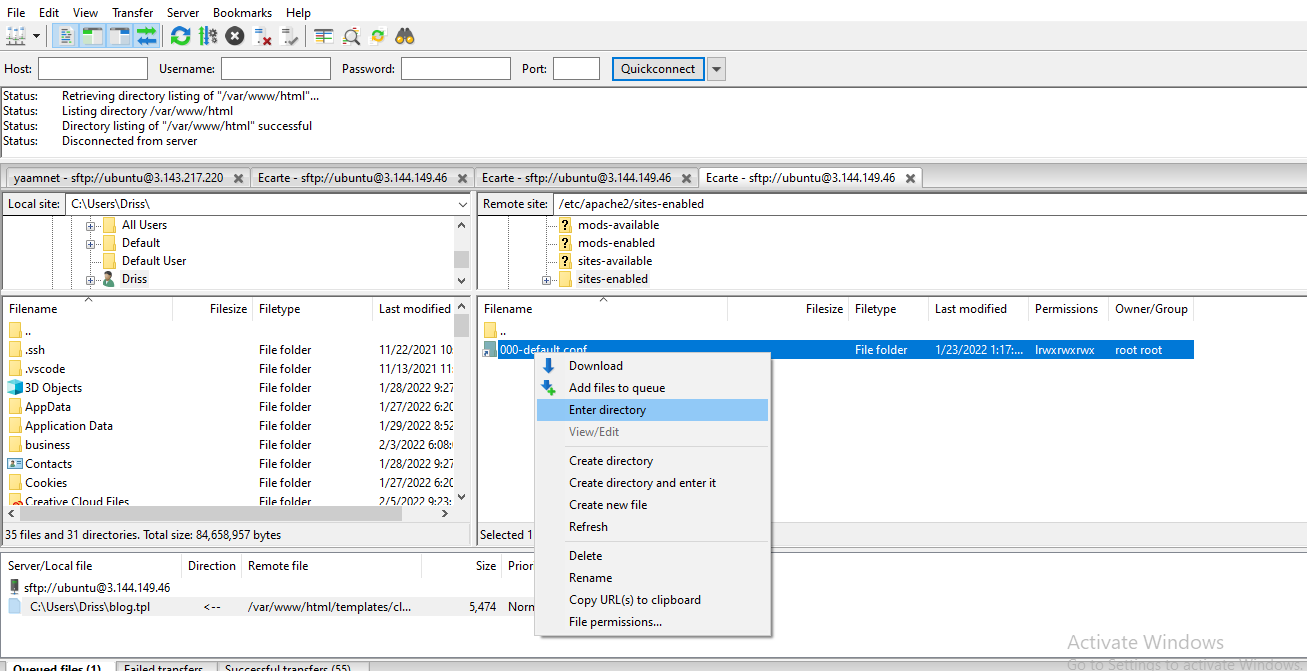 File Edit View Transfer Server Bookmarks Help
Host: Username: Password: Port: Quickconnect
Status: Retrieving directory listing of "/var/www/html"...
Status: Listing directory /var/www/html
Status: Directory listing of "/var/www/html" successful
Status: Disconnected from server
yaamnet - sftp://ubuntu@3.143.217.220 Ecarte - sftp://ubuntu@3.144.149.46 Ecarte - sftp://ubuntu@3.144.149.46 Ecarte - sftp://ubuntu@3.144.149.46
Local site: C:\Users\Driss\
All Users
Default
Default User
Driss
Filename Filesize Filetype Last modified
..
.ssh File folder 11/22/2021 10:
.vscode File folder 11/13/2021 11:
3D Objects File folder 1/28/2022 9:27
AppData File folder 1/27/2022 6:20
Application Data File folder 1/29/2022 8:52
business File folder 2/3/2022 6:08:
Contacts File folder 1/28/2022 9:27
Cookies File folder 1/27/2022 6:20
Creative Cloud Files File folder 2/5/2022 9:23:
35 files and 31 directories. Total size: 84,658,957 bytes
Remote site: /etc/apache2/sites-enabled
mods-available
mods-enabled
sites-available
sites-enabled
Filename Filesize Filetype Last modified Permissions Owner/Group
..
000-default.conf File folder 1/23/2022 1:17:... lrwxrwxrwx root root
Selected 1
Download
Add files to queue
Enter directory
View/Edit
Create directory
Create directory and enter it
Create new file
Refresh
Delete
Rename
Copy URL(s) to clipboard
File permissions...
Server/Local file Direction Remote file Size Prior
sftp://ubuntu@3.144.149.46
C:\Users\Driss\blog.tpl <-- /var/www/html/templates/cl... 5,474 Norn
Queued files (1) Failed transfers Successful transfers (55)
Activate Windows
Go to Settings to activate Windows.